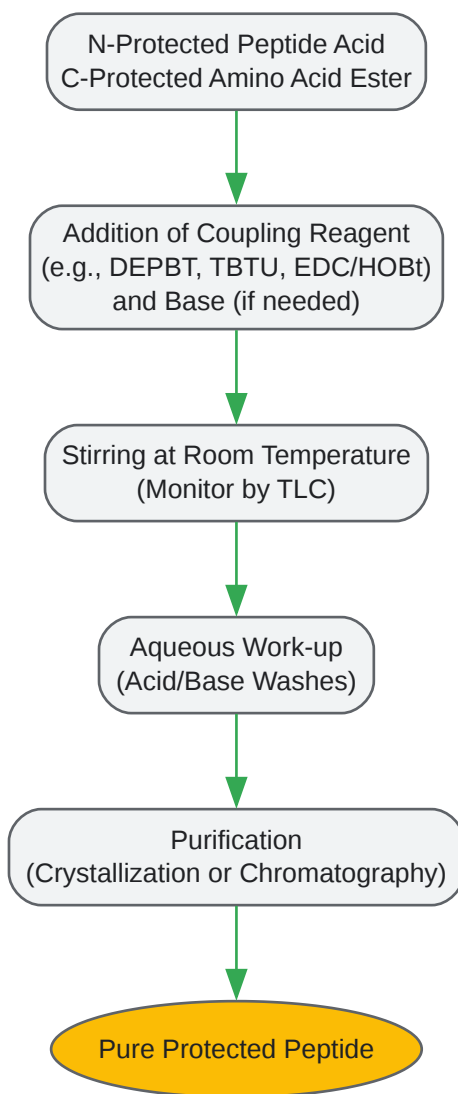 N-Protected Peptide Acid
C-Protected Amino Acid Ester
Addition of Coupling Reagent
(e.g., DEPBT, TBTU, EDC/HOBt)
and Base (if needed)
Stirring at Room Temperature
(Monitor by TLC)
Aqueous Work-up
(Acid/Base Washes)
Purification
(Crystallization or Chromatography)
Pure Protected Peptide